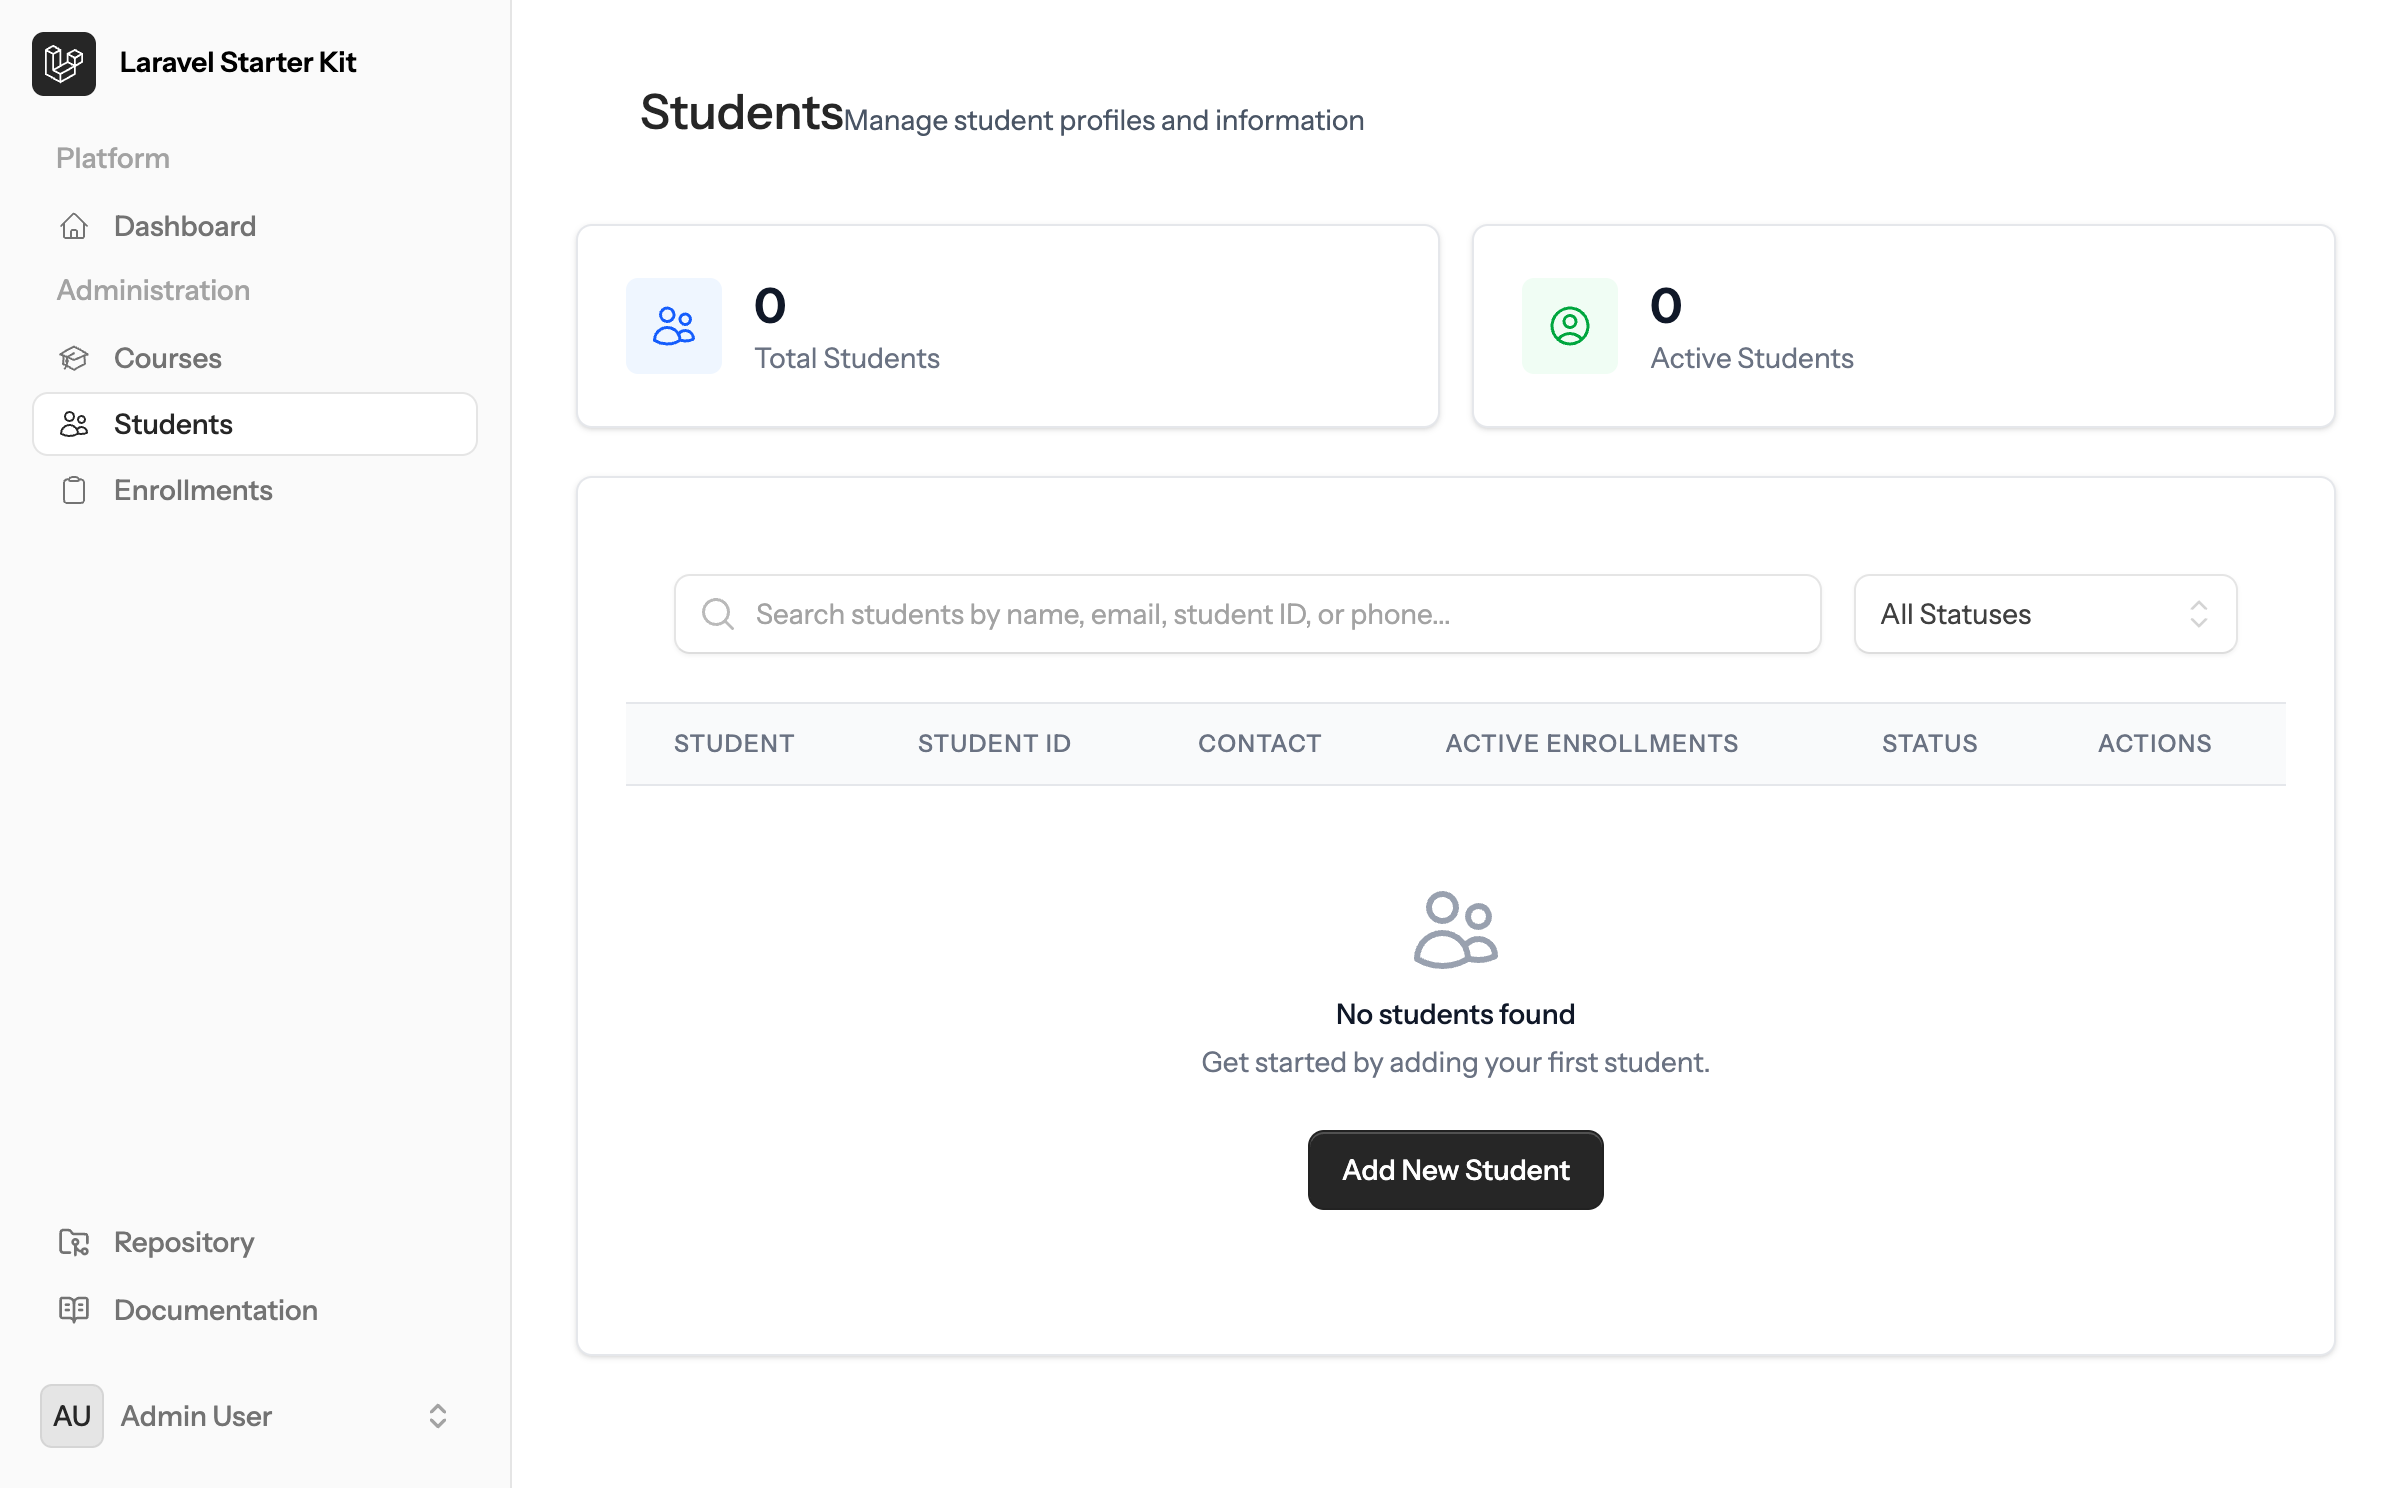 Laravel Starter Kit
Platform
Dashboard
Administration
Courses
Students
Enrollments
Repository
Documentation
AU Admin User
Students Manage student profiles and information
0
Total Students
0
Active Students
Search students by name, email, student ID, or phone...
All Statuses
STUDENT STUDENT ID CONTACT ACTIVE ENROLLMENTS STATUS ACTIONS
No students found
Get started by adding your first student.
Add New Student